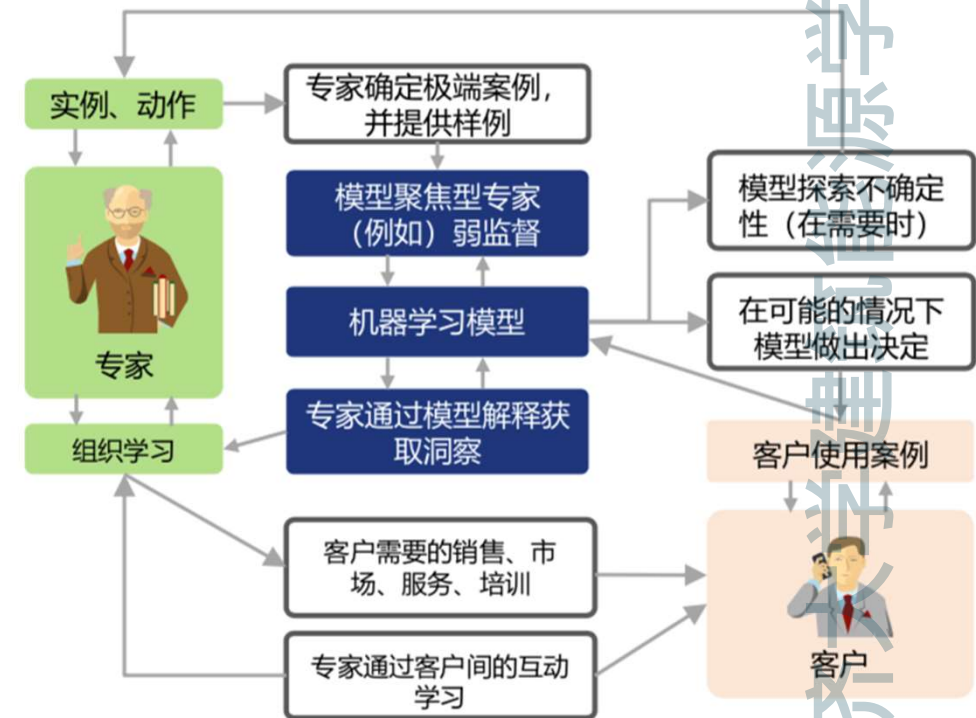 实例、动作
专家确定极端案例，
并提供样例
专家
模型聚焦型专家
（例如）弱监督
机器学习模型
专家通过模型解释获
取洞察
组织学习
模型探索不确定
性（在需要时）
在可能的情况下
模型做出决定
客户使用案例
客户需要的销售、市
场、服务、培训
专家通过客户间的互动
学习
客户